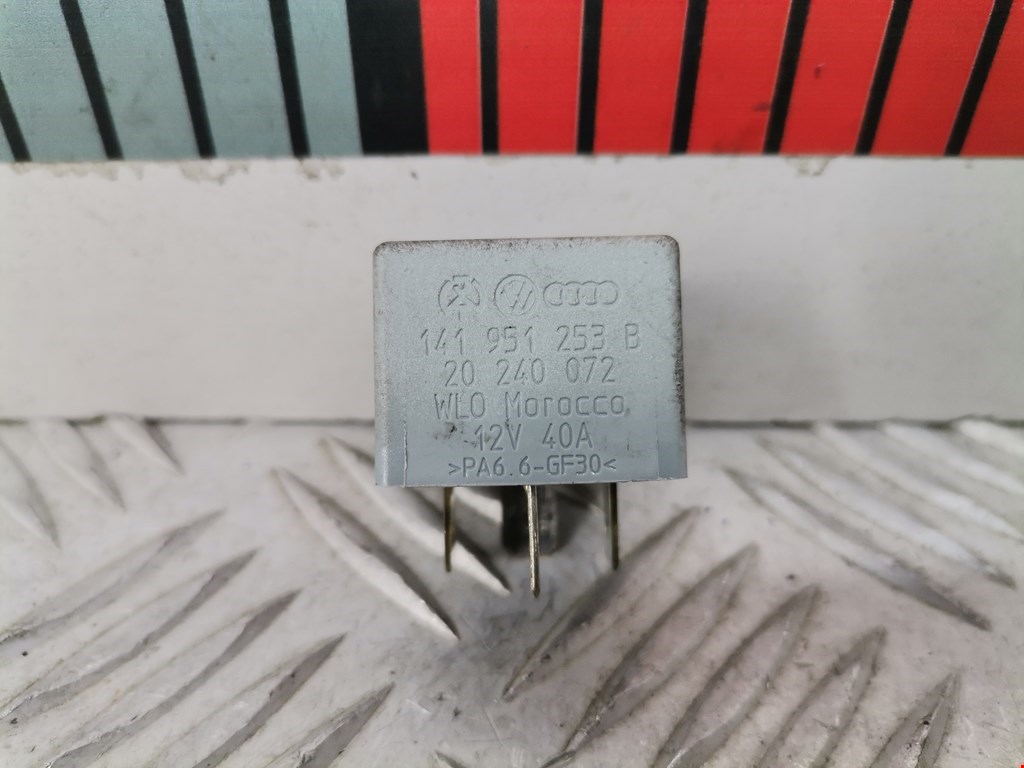 141 951 253 B
20 240 072
WLO Morocco
12V 40A
>PA6.6-GF30<